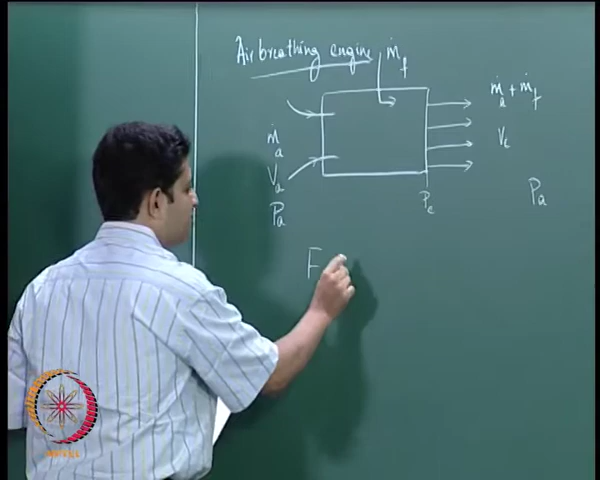 Air breathing engine
ṁf
ṁa + ṁf
ṁa
Va
Pa
Ve
Pe
Pa
F